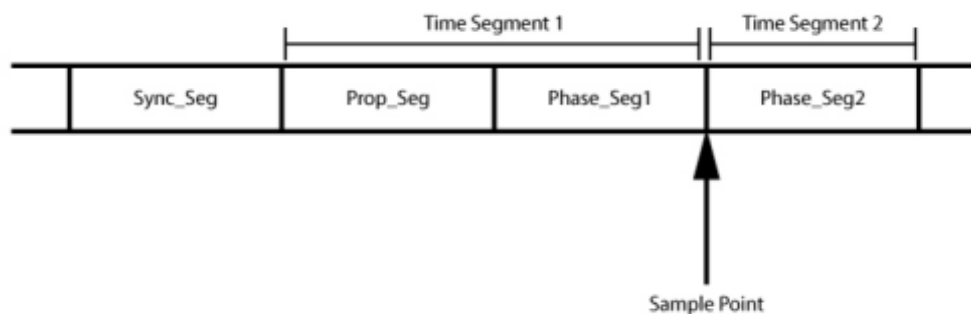 Time Segment 1 Time Segment 2
Sync_Seg Prop_Seg Phase_Seg1 Phase_Seg2
Sample Point